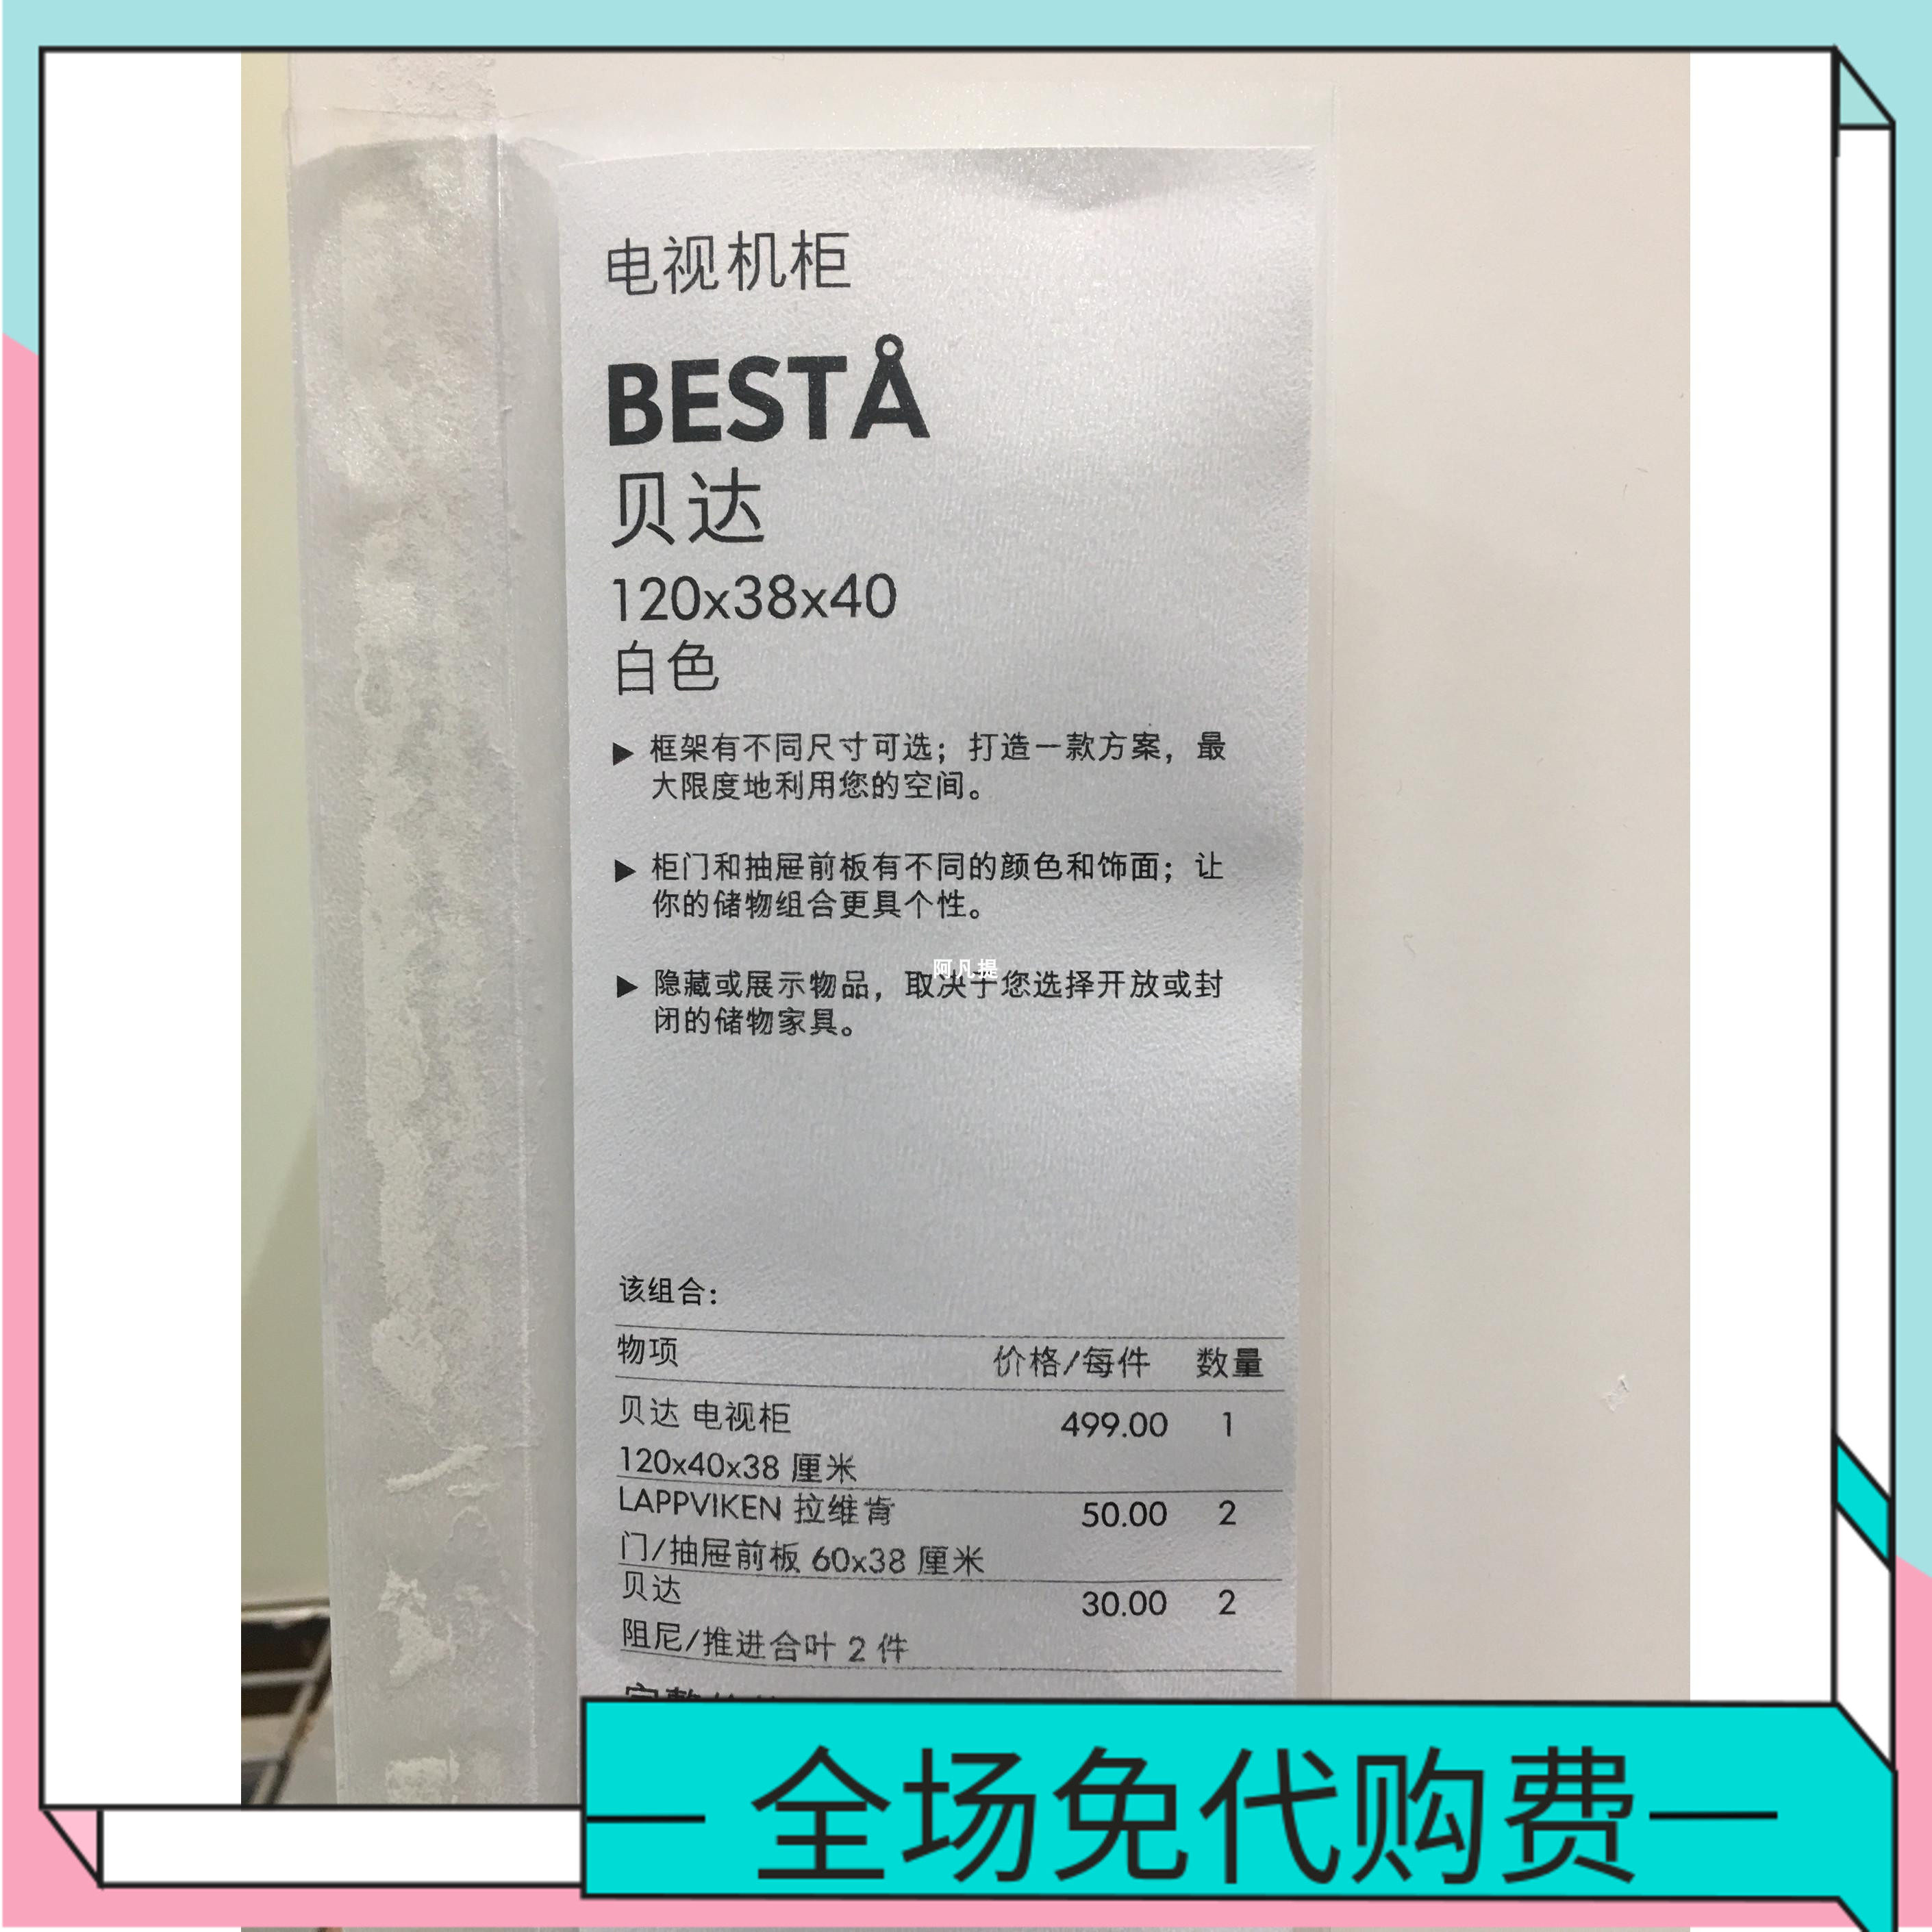 电视机柜
BESTÅ
贝达
120x38x40
白色
▶ 框架有不同尺寸可选；打造一款方案，最
大限度地利用您的空间。
▶ 柜门和抽屉前板有不同的颜色和饰面；让
你的储物组合更具个性。
阿凡提
▶ 隐藏或展示物品，取决于您选择开放或封
闭的储物家具。
该组合：
物项 价格/每件 数量
贝达 电视柜 499.00 1
120x40x38 厘米
LAPPVIKEN 拉维肯 50.00 2
门/抽屉前板 60x38 厘米
贝达 30.00 2
阻尼/推进合叶 2 件
全场免代购费